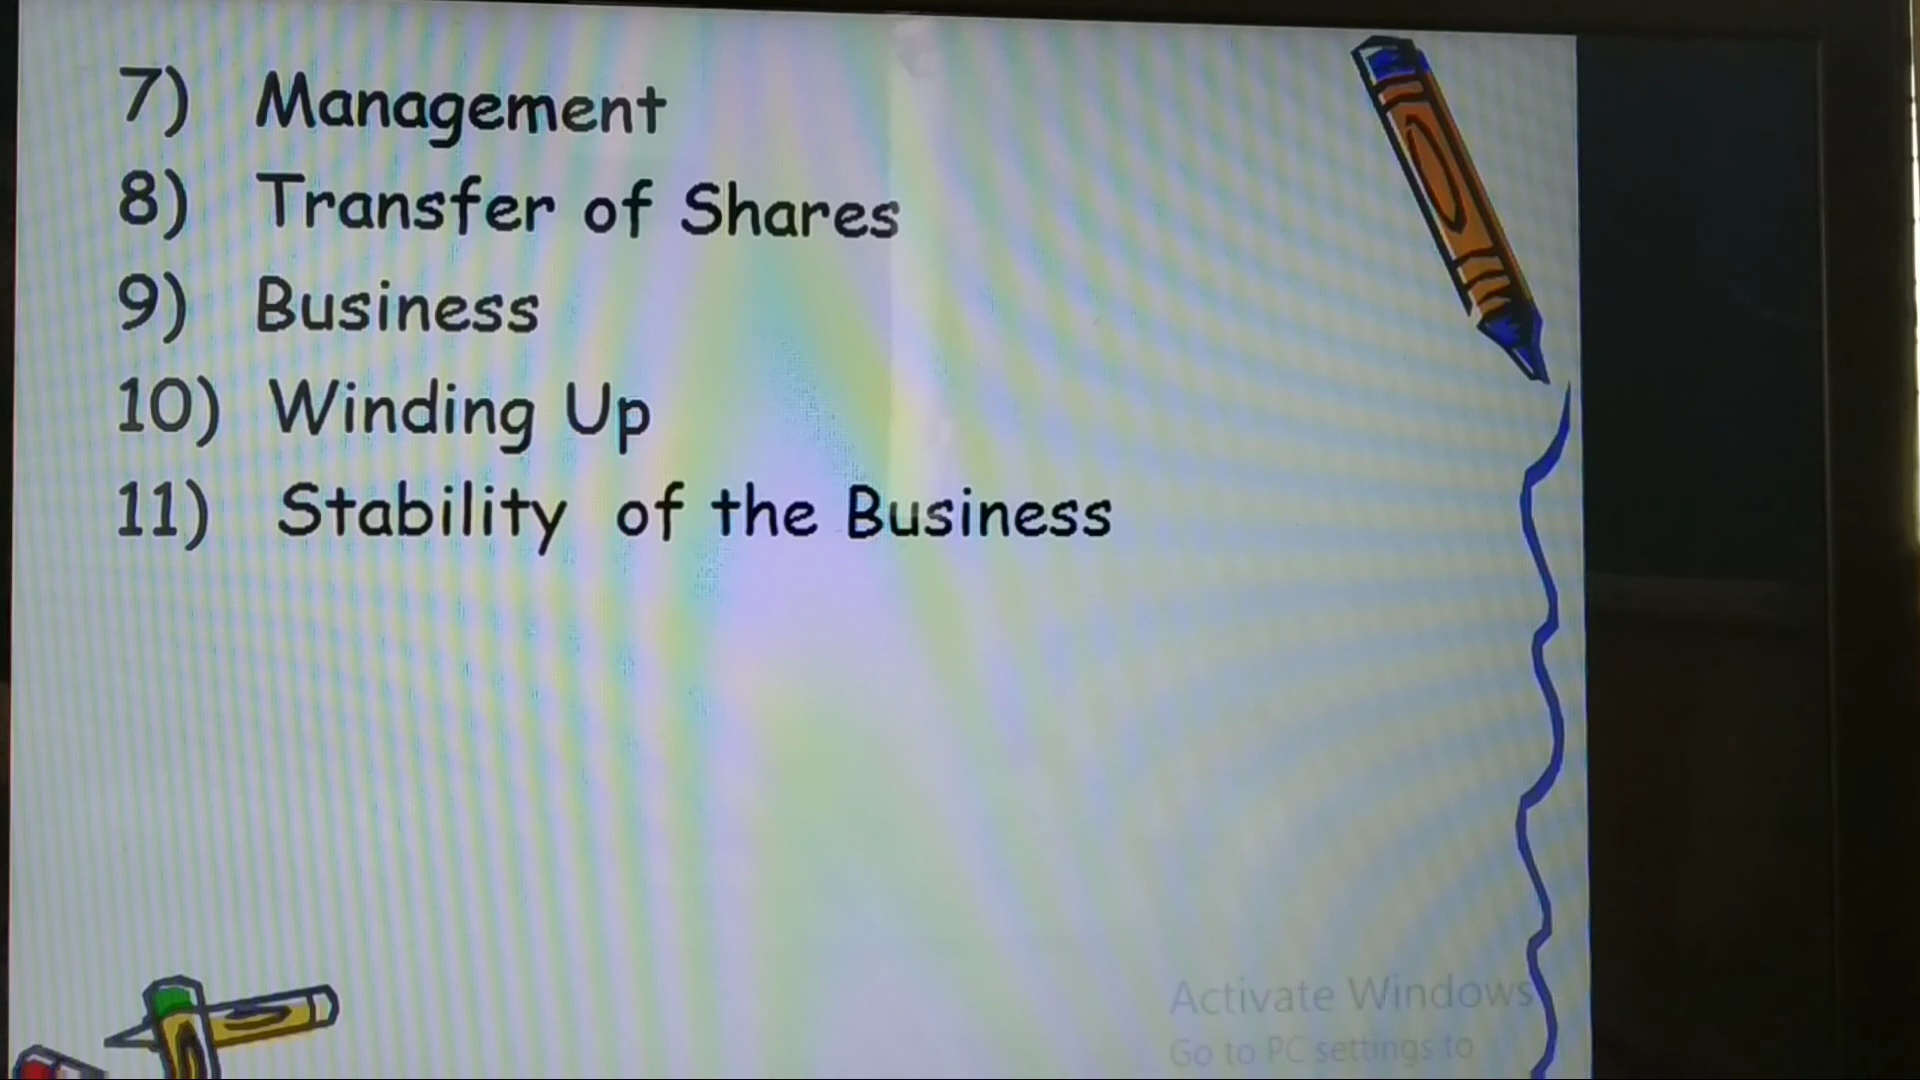 7) Management
8) Transfer of Shares
9) Business
10) Winding Up
11) Stability of the Business
Activate Windows
Go to PC settings to